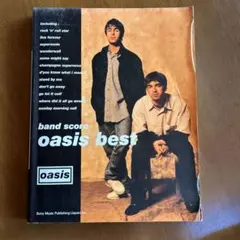 including:
rock 'n' roll star
live forever
supersonic
wonderwall
some might say
champagne supernova
d'you know what i mean
stand by me
don't go away
go let it out!
where did it all go wrong
sunday morning call
band score
oasis best
oasis
Sony Music Publishing (Japan) Inc.